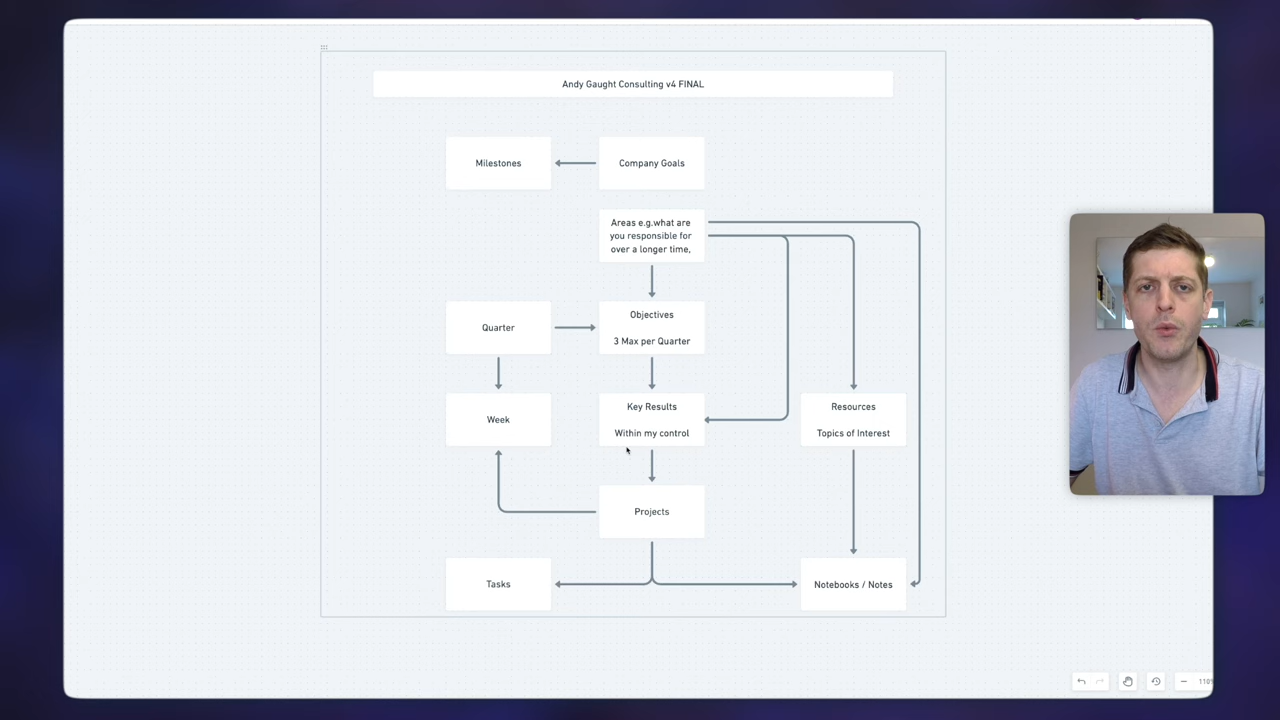 Andy Gaught Consulting v4 FINAL
Milestones
Company Goals
Areas e.g.what are
you responsible for
over a longer time,
Quarter
Objectives
3 Max per Quarter
Week
Key Results
Within my control
Resources
Topics of Interest
Projects
Tasks
Notebooks / Notes